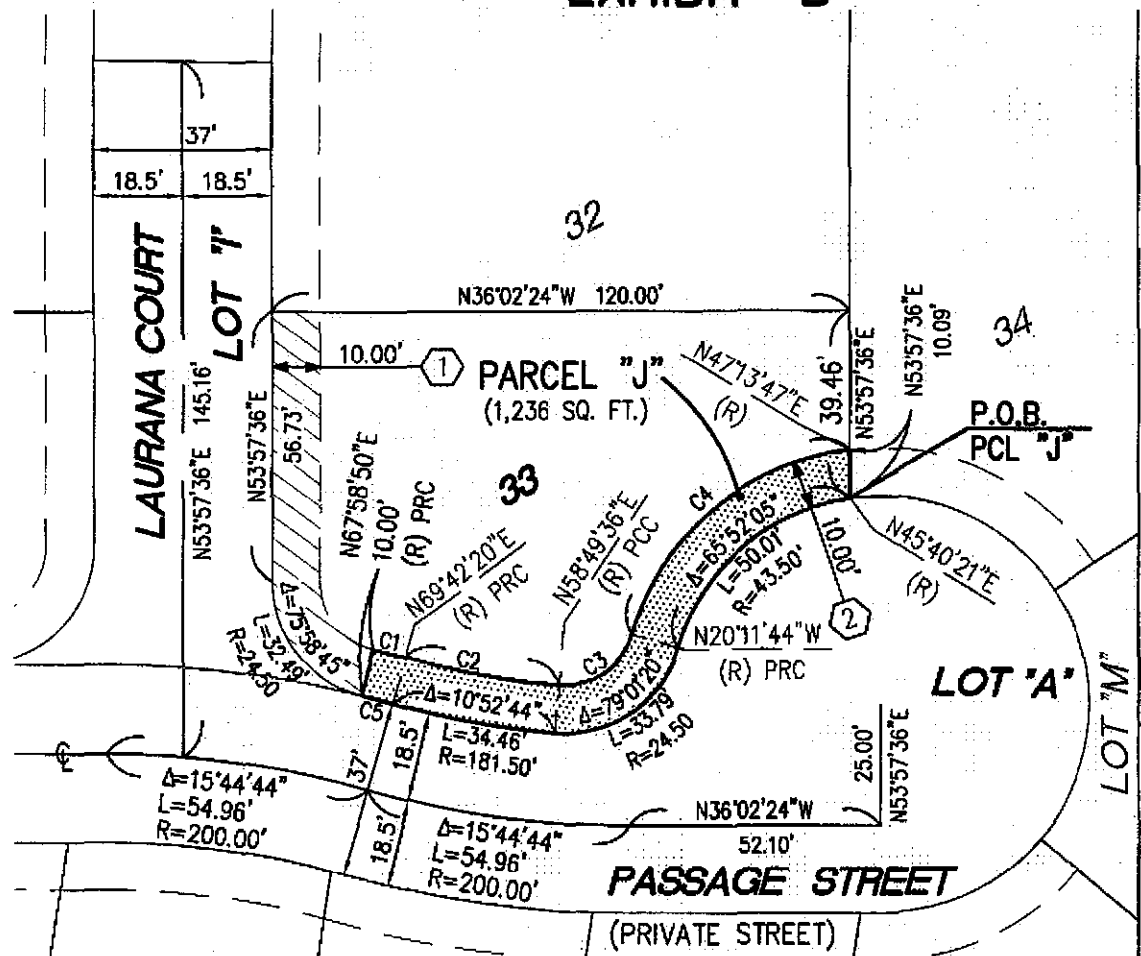 37'
18.5'
18.5'
LAURANA COURT
LOT "I"
N53°57'36"E 145.16'
32
N36°02'24"W 120.00'
10.00'
1
PARCEL "J"
(1,236 SQ. FT.)
N47°13'47"E
(R)
39.46'
N53°57'36"E
N53°57'36"E
10.09'
34
P.O.B.
PCL "J"
N53°57'36"E
56.73'
N67°58'50"E
10.00'
(R) PRC
33
N69°42'20"E
(R) PRC
N58°49'36"E
(R) PCC
C4
Δ=65°52'05"
L=50.01'
R=43.50'
10.00'
2
N45°40'21"E
(R)
Δ=75°58'45"
L=32.49'
R=24.50
C1
C2
C3
N20°11'44"W
(R) PRC
C5
Δ=10°52'44"
L=34.46'
R=181.50'
Δ=79°01'20"
L=33.79
R=24.50
LOT "A"
LOT "M"
℄
Δ=15°44'44"
L=54.96'
R=200.00'
37'
18.5'
18.5'
Δ=15°44'44"
L=54.96'
R=200.00'
N36°02'24"W
52.10'
25.00'
N53°57'36"E
PASSAGE STREET
(PRIVATE STREET)